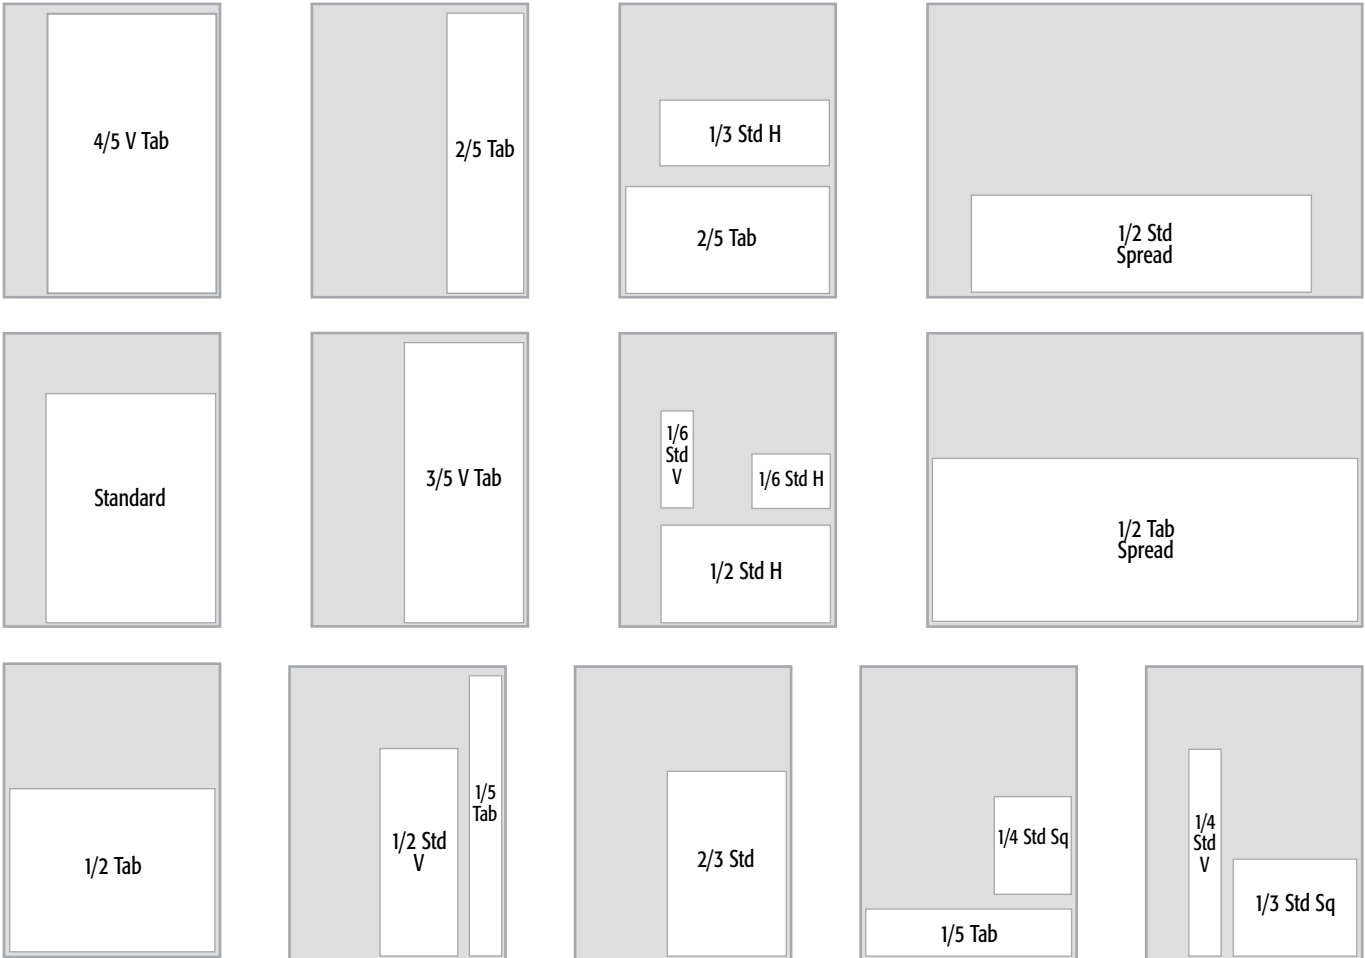 4/5 V Tab
2/5 Tab
1/3 Std H
2/5 Tab
1/2 Std
Spread
Standard
3/5 V Tab
1/6
Std
V
1/6 Std H
1/2 Std H
1/2 Tab
Spread
1/2 Tab
1/2 Std
V
1/5
Tab
2/3 Std
1/4 Std Sq
1/5 Tab
1/4
Std
V
1/3 Std Sq